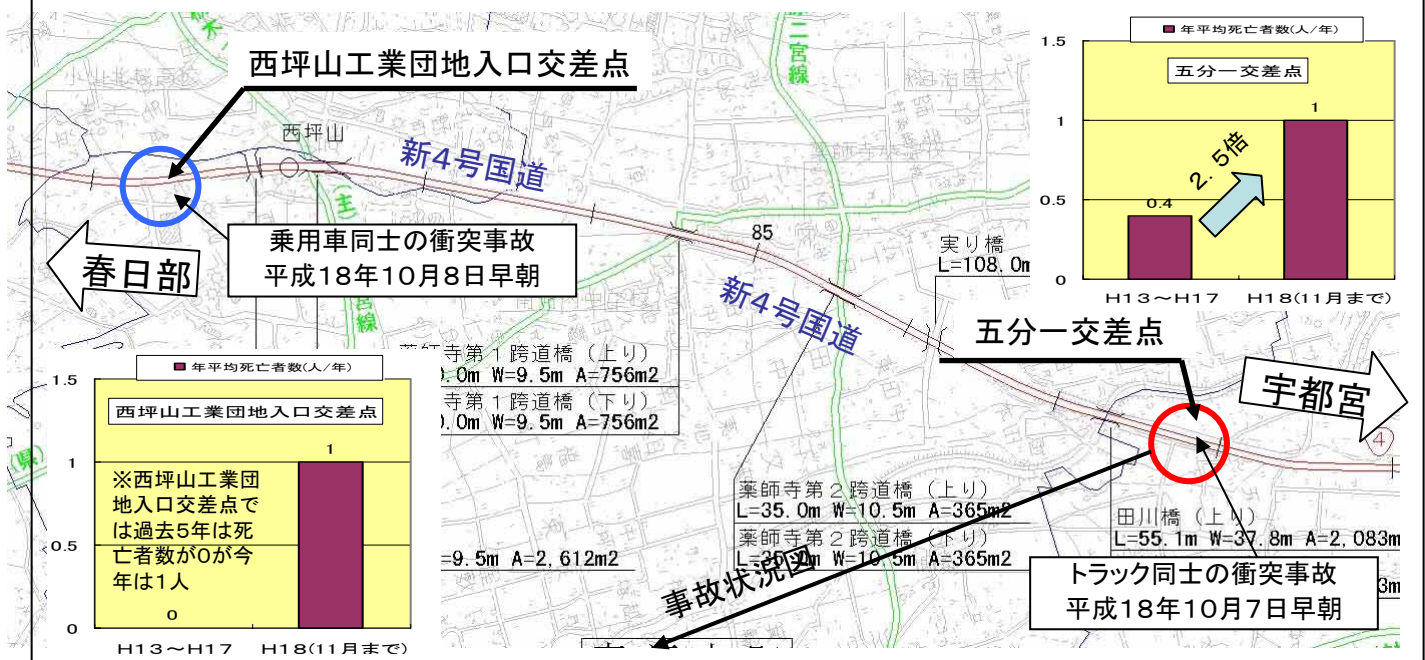 西坪山工業団地入口交差点
西坪山
新4号国道
乗用車同士の衝突事故
平成18年10月8日早朝
春日部
二宮線
(主)
宮線
85
新4号国道
実り橋
L=108.0m
年平均死亡者数(人/年)
五分一交差点
1.5
1
0.5
0
0.4
1
2.5倍
H13～H17
H18(11月まで)
五分一交差点
宇都宮
④
寺第1跨道橋（上り）
.0m W=9.5m A=756m2
寺第1跨道橋（下り）
.0m W=9.5m A=756m2
年平均死亡者数(人/年)
西坪山工業団地入口交差点
1.5
1
0.5
0
※西坪山工業団
地入口交差点で
は過去5年は死
亡者数が0が今
年は1人
0
1
H13～H17
H18(11月まで)
(県)
=9.5m A=2,612m2
薬師寺第2跨道橋（上り）
L=35.0m W=10.5m A=365m2
薬師寺第2跨道橋（下り）
L=35.0m W=10.5m A=365m2
事故状況図
田川橋（上り）
L=55.1m W=37.8m A=2,083m
3m
トラック同士の衝突事故
平成18年10月7日早朝